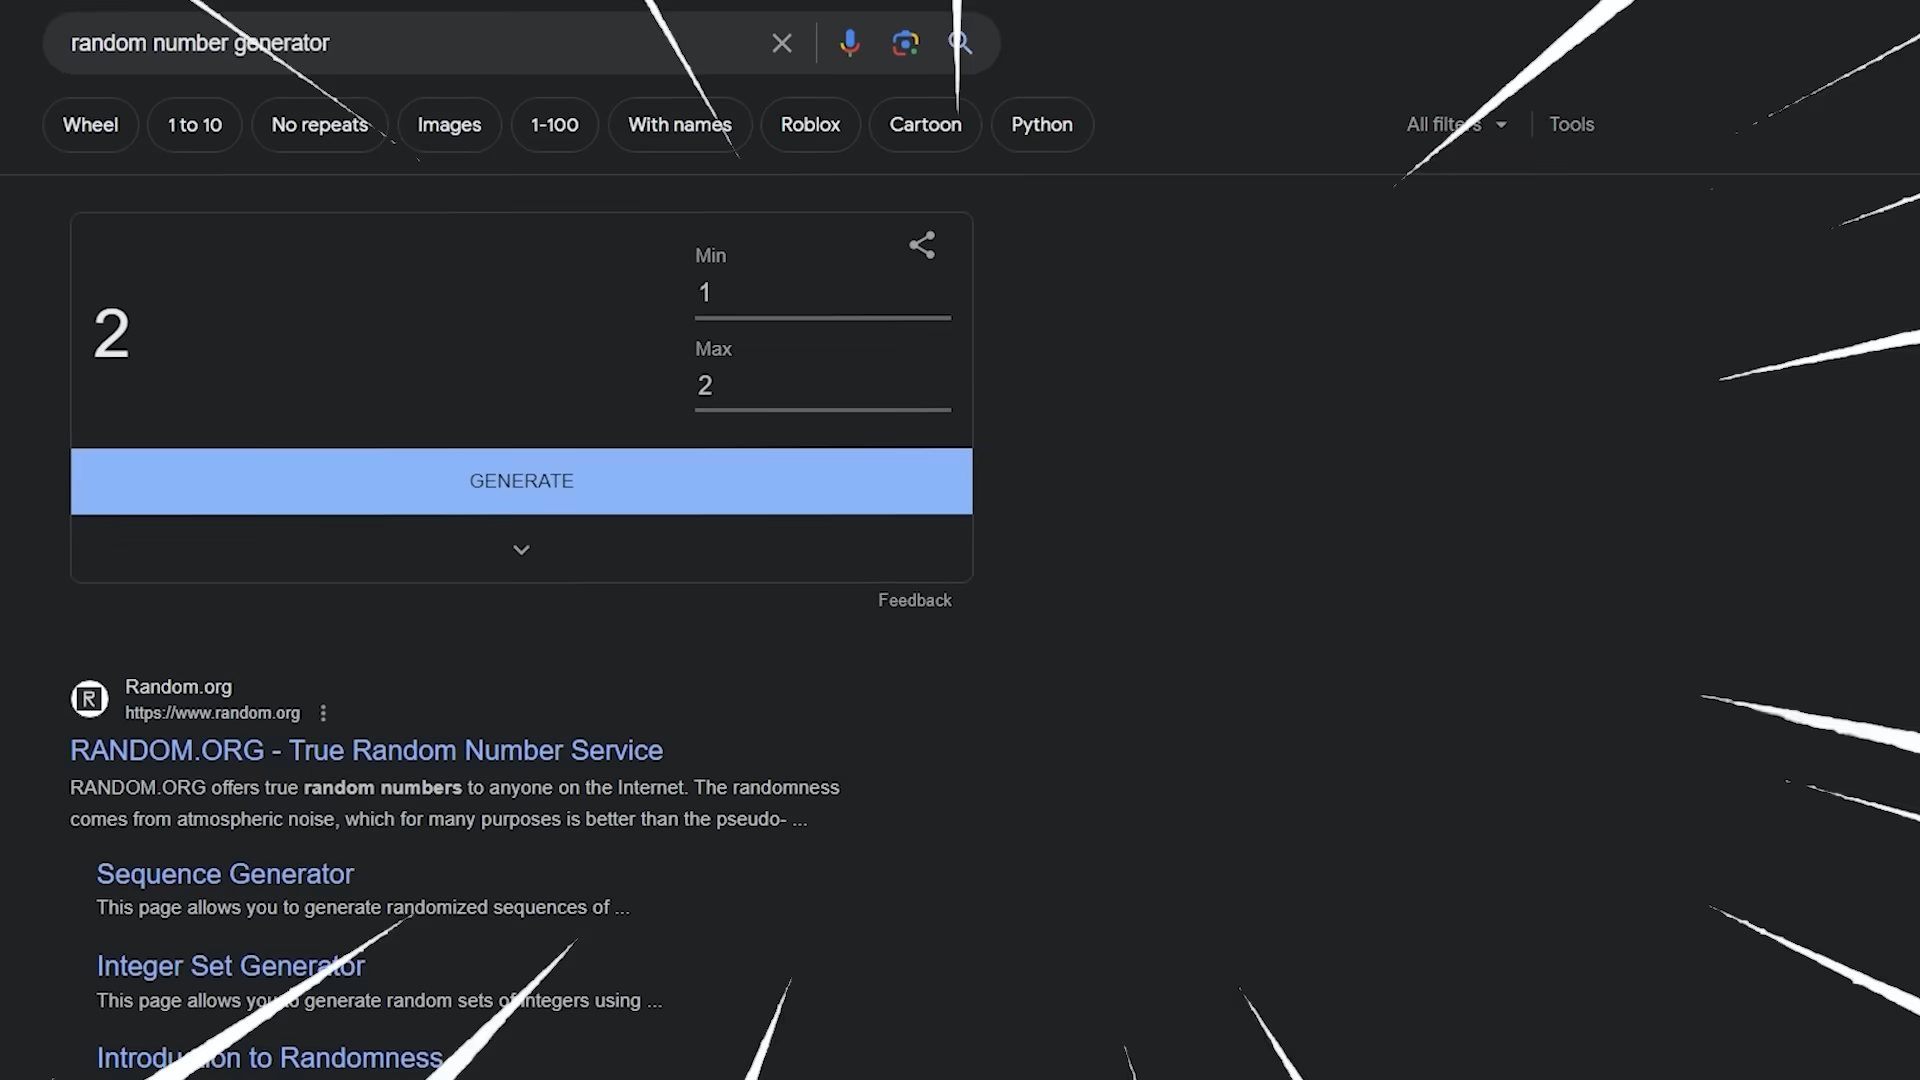 random number generator
Wheel
1 to 10
No repeats
Images
1-100
With names
Roblox
Cartoon
Python
All filters
Tools
Min
1
2
Max
2
GENERATE
Feedback
R
Random.org
https://www.random.org
RANDOM.ORG - True Random Number Service
RANDOM.ORG offers true random numbers to anyone on the Internet. The randomness
comes from atmospheric noise, which for many purposes is better than the pseudo- ...
Sequence Generator
This page allows you to generate randomized sequences of ...
Integer Set Generator
This page allows you to generate random sets of integers using ...
Introduction to Randomness